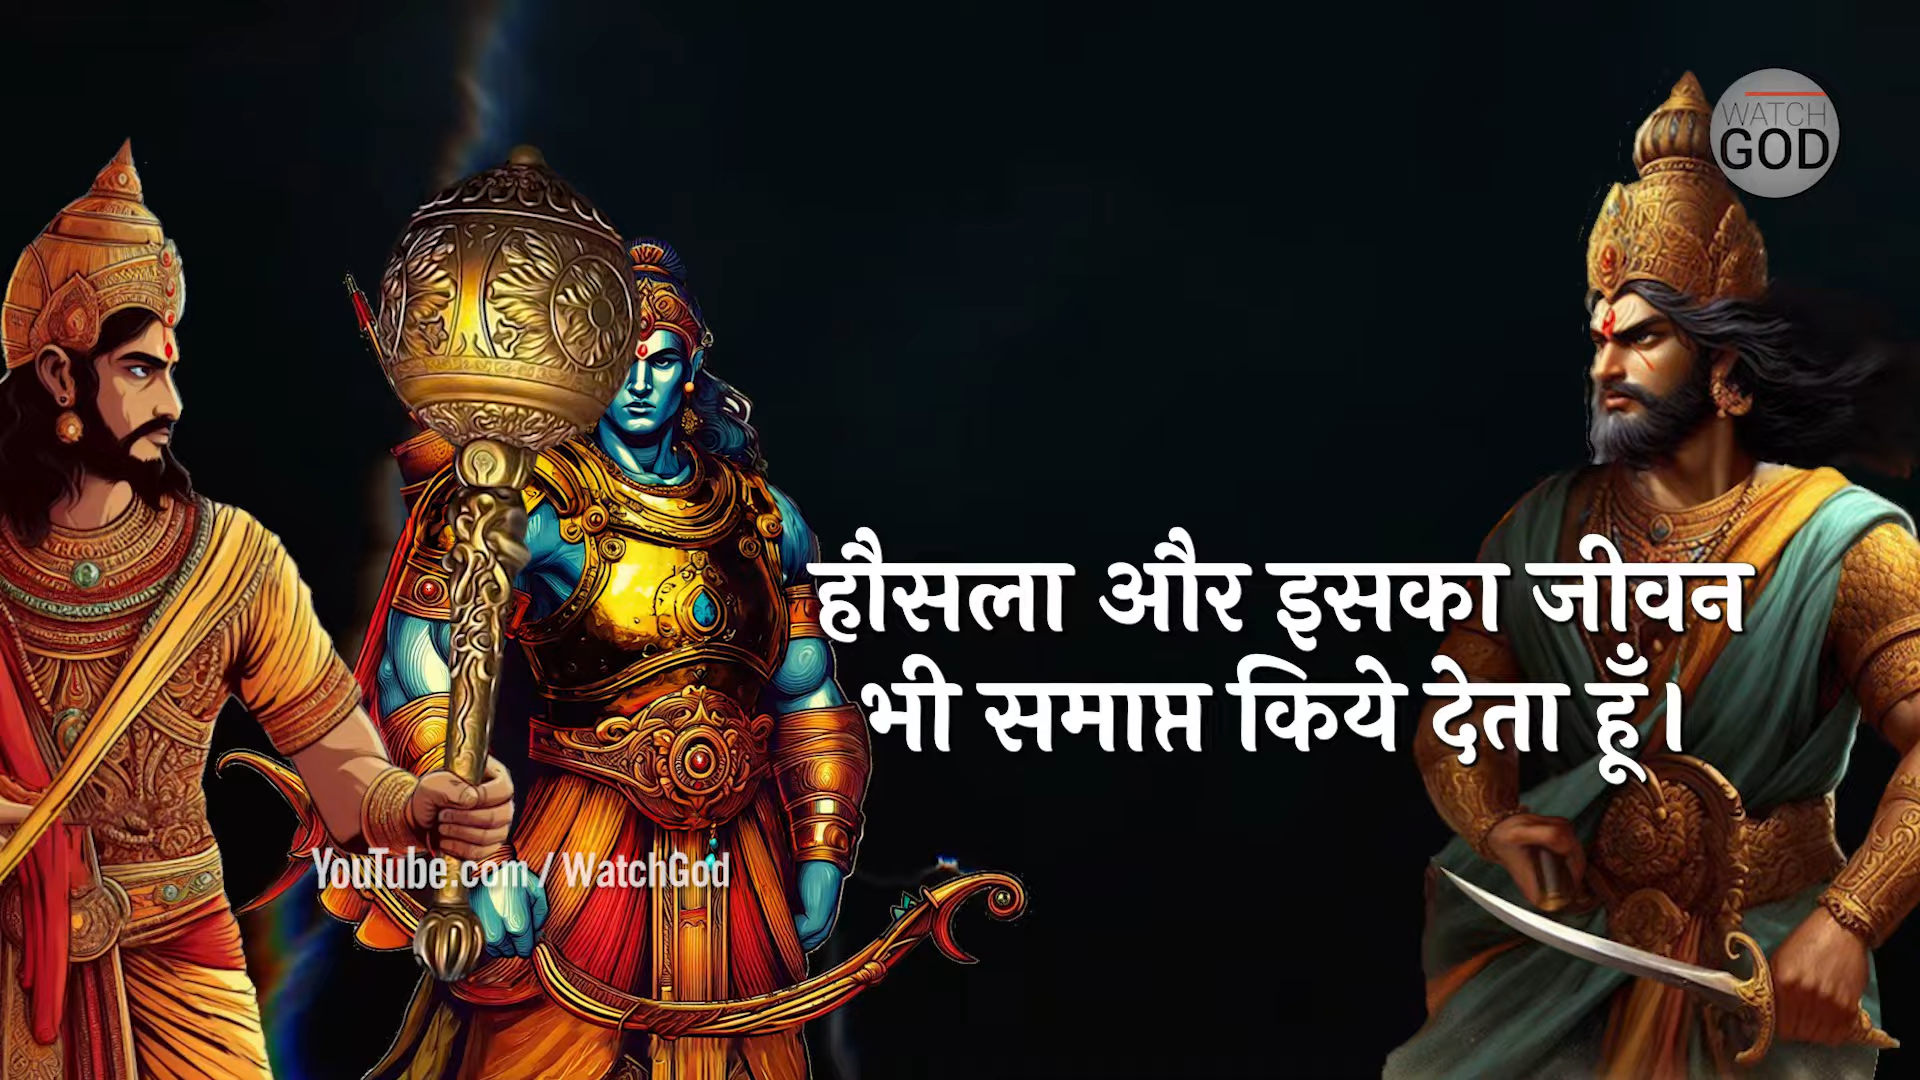 WATCH
GOD
हौसला और इसका जीवन
भी समाप्त किये देता हूँ।
YouTube.com/WatchGod